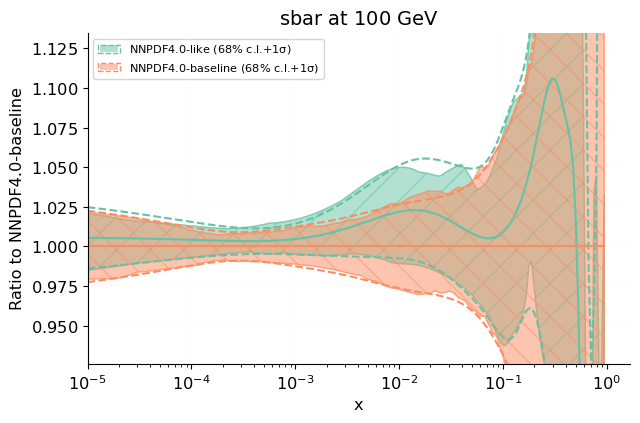 sbar at 100 GeV
NNPDF4.0-like (68% c.l.+1σ)
NNPDF4.0-baseline (68% c.l.+1σ)
Ratio to NNPDF4.0-baseline
1.125
1.100
1.075
1.050
1.025
1.000
0.975
0.950
10⁻⁵ 10⁻⁴ 10⁻³ 10⁻² 10⁻¹ 10⁰
x